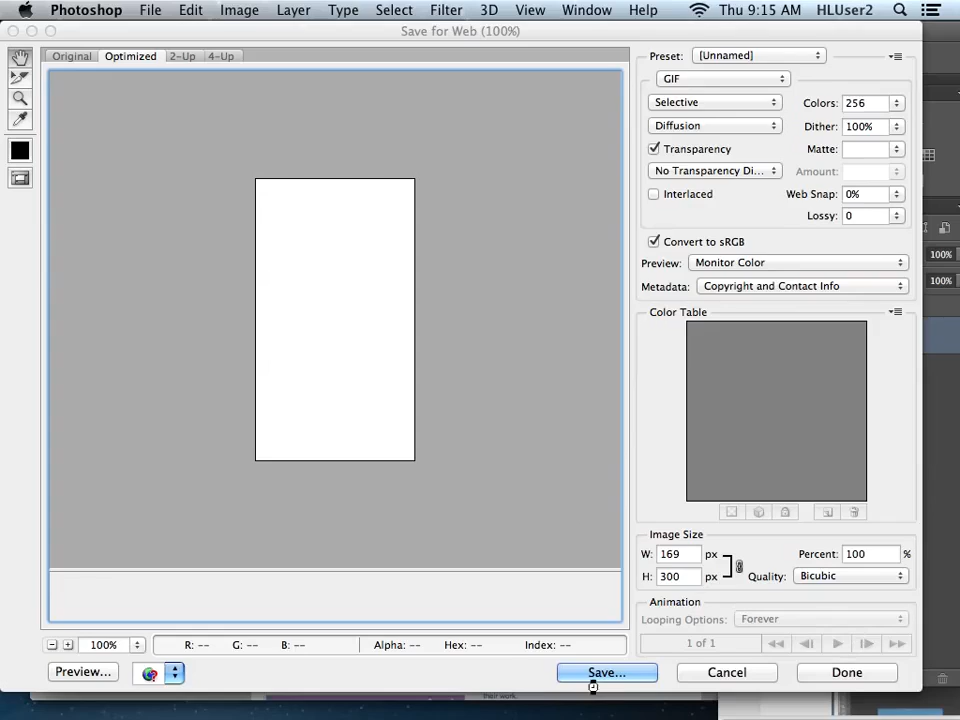 Photoshop File Edit Image Layer Type Select Filter 3D View Window Help Thu 9:15 AM HLUser2
Save for Web (100%)
Original Optimized 2-Up 4-Up
Preset: [Unnamed]
GIF
Selective Colors: 256
Diffusion Dither: 100%
Transparency Matte:
No Transparency Di... Amount:
Interlaced Web Snap: 0%
Lossy: 0
Convert to sRGB
Preview: Monitor Color
Metadata: Copyright and Contact Info
100%
100%
Color Table
Image Size
W: 169 px Percent: 100 %
H: 300 px Quality: Bicubic
Animation
Looping Options: Forever
1 of 1
100% R: -- G: -- B: -- Alpha: -- Hex: -- Index: --
Preview... Save... Cancel Done
their work.